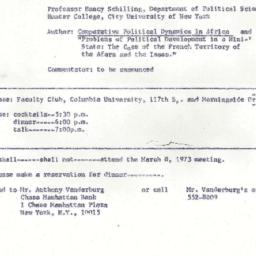 Professor Nancy Schilling, Department of Political Scie
Hunter College, City University of New York
Author: Comparative Political Dynamics in Africa and
"Problems of Political Development in a Mini-
State: The Case of the French Territory of
the Afars and the Issas."
Commentator: to be announced
ce: Faculty Club, Columbia University, 117th S., and Morningside Dr
se: cocktails--5:30 p.m.
dinner-----6:00 p.m.
talk------7:00p.m.
shall------shall not-------attend the March 8, 1973 meeting.
ase make a reservation for dinner---------.
d to Mr. Anthony Vanderburg or call Mr. Vanderburg's o
Chase Manhattan Bank 552-8009
1 Chase Manhattan Plaza
New York, N.Y., 10015